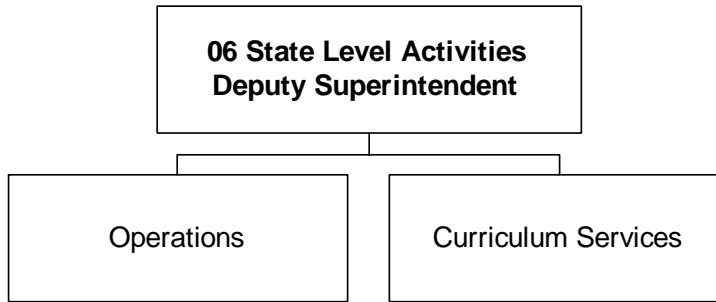 06 State Level Activities
Deputy Superintendent
Operations
Curriculum Services